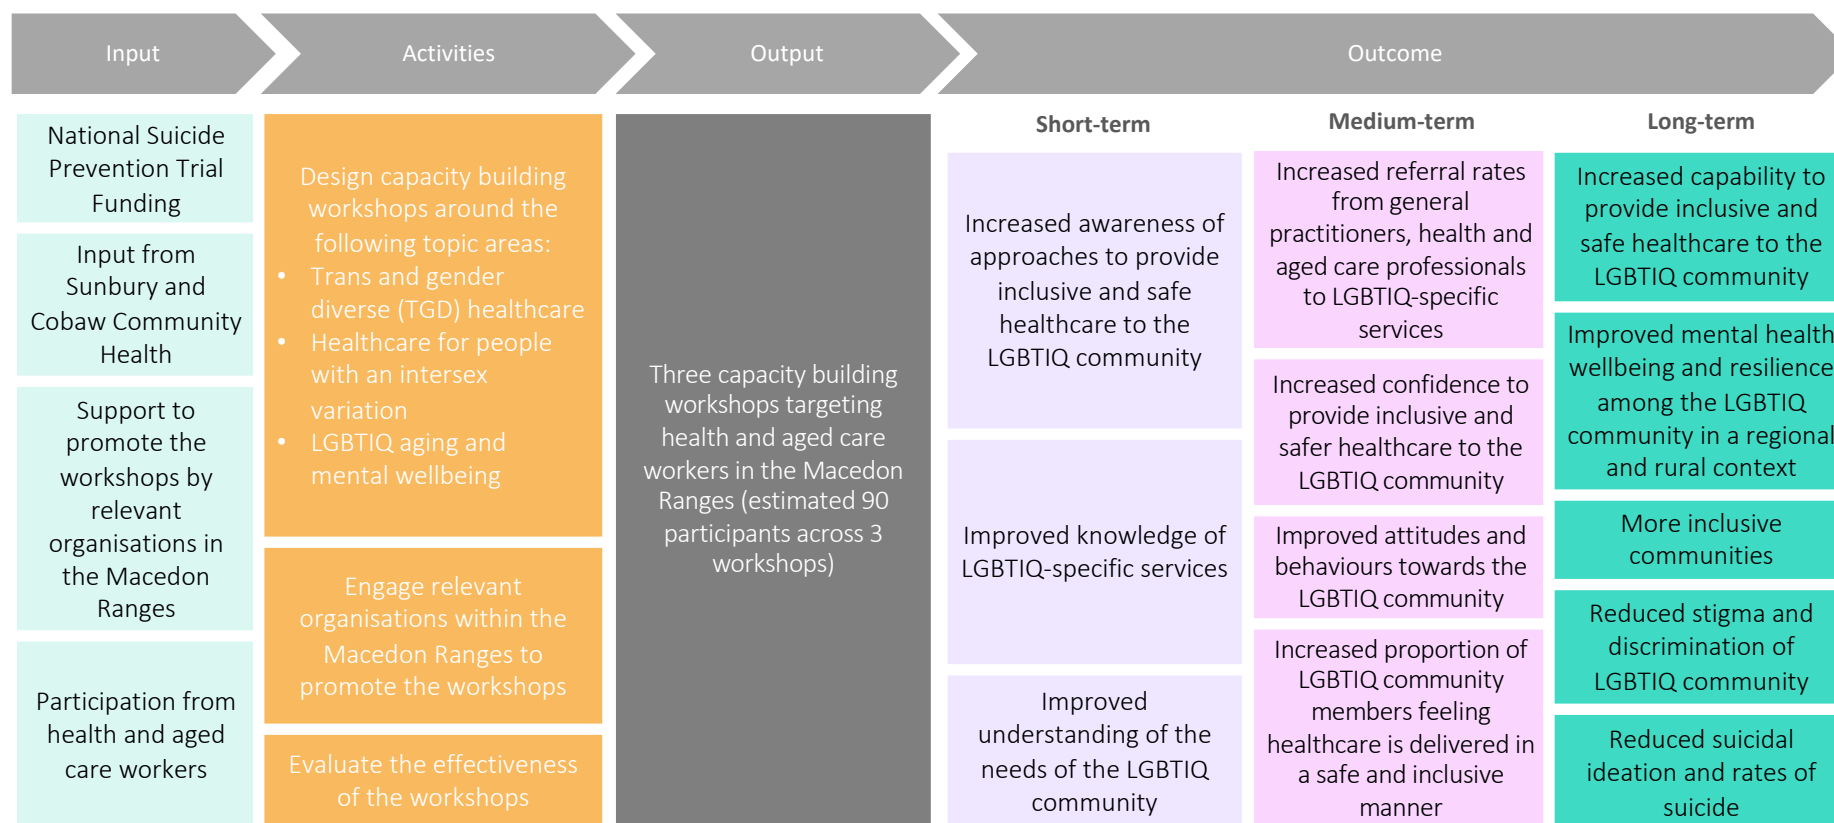 Input
Activities
Output
Outcome
National Suicide
Prevention Trial
Funding
Input from
Sunbury and
Cobaw Community
Health
Support to
promote the
workshops by
relevant
organisations in
the Macedon
Ranges
Participation from
health and aged
care workers
Design capacity building
workshops around the
following topic areas:
• Trans and gender
diverse (TGD) healthcare
• Healthcare for people
with an intersex
variation
• LGBTIQ aging and
mental wellbeing
Engage relevant
organisations within the
Macedon Ranges to
promote the workshops
Evaluate the effectiveness
of the workshops
Three capacity building
workshops targeting
health and aged care
workers in the Macedon
Ranges (estimated 90
participants across 3
workshops)
Short-term
Increased awareness of
approaches to provide
inclusive and safe
healthcare to the
LGBTIQ community
Improved knowledge of
LGBTIQ-specific services
Improved
understanding of the
needs of the LGBTIQ
community
Medium-term
Increased referral rates
from general
practitioners, health and
aged care professionals
to LGBTIQ-specific
services
Increased confidence to
provide inclusive and
safer healthcare to the
LGBTIQ community
Improved attitudes and
behaviours towards the
LGBTIQ community
Increased proportion of
LGBTIQ community
members feeling
healthcare is delivered in
a safe and inclusive
manner
Long-term
Increased capability to
provide inclusive and
safe healthcare to the
LGBTIQ community
Improved mental health
wellbeing and resilience
among the LGBTIQ
community in a regional
and rural context
More inclusive
communities
Reduced stigma and
discrimination of
LGBTIQ community
Reduced suicidal
ideation and rates of
suicide